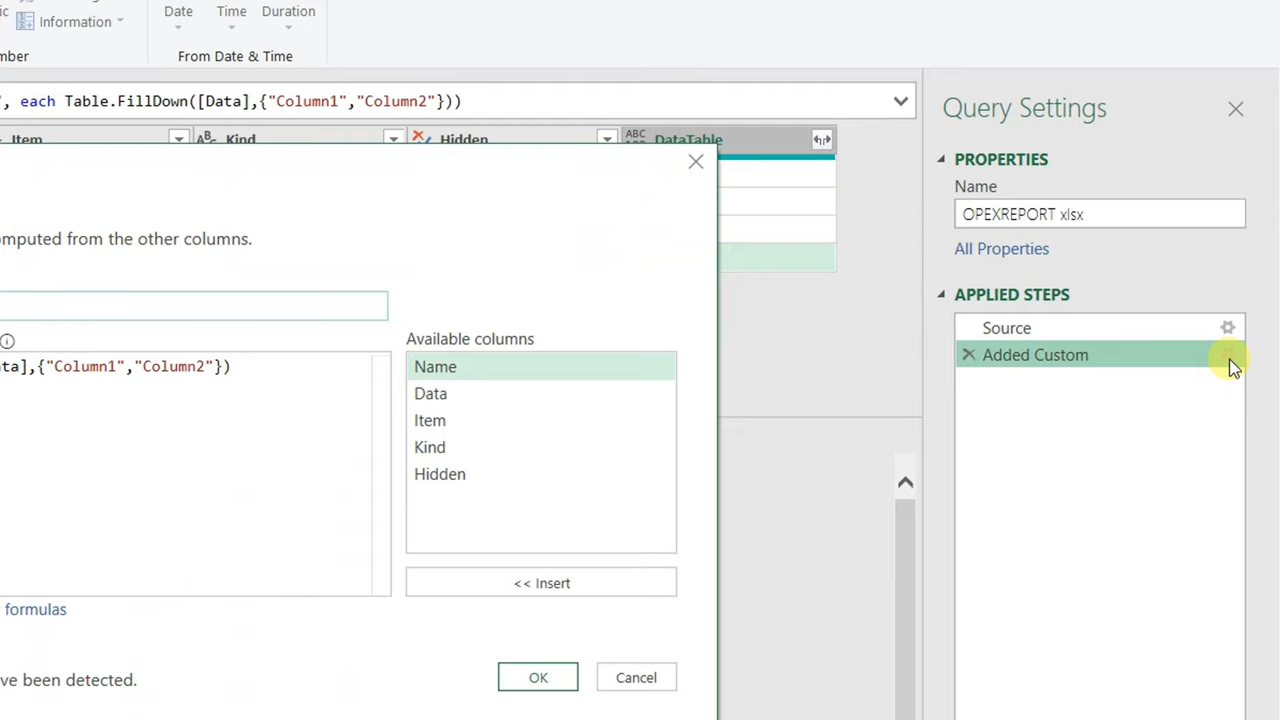 Date Time Duration
Information
From Date & Time
", each Table.FillDown([Data],{"Column1","Column2"}))
Query Settings
Item Kind Hidden DataTable
PROPERTIES
Name
OPEXREPORT xlsx
All Properties
omputed from the other columns.
APPLIED STEPS
Source
Added Custom
Available columns
ta],{"Column1","Column2"})
Name
Data
Item
Kind
Hidden
<< Insert
formulas
ve been detected.
OK
Cancel